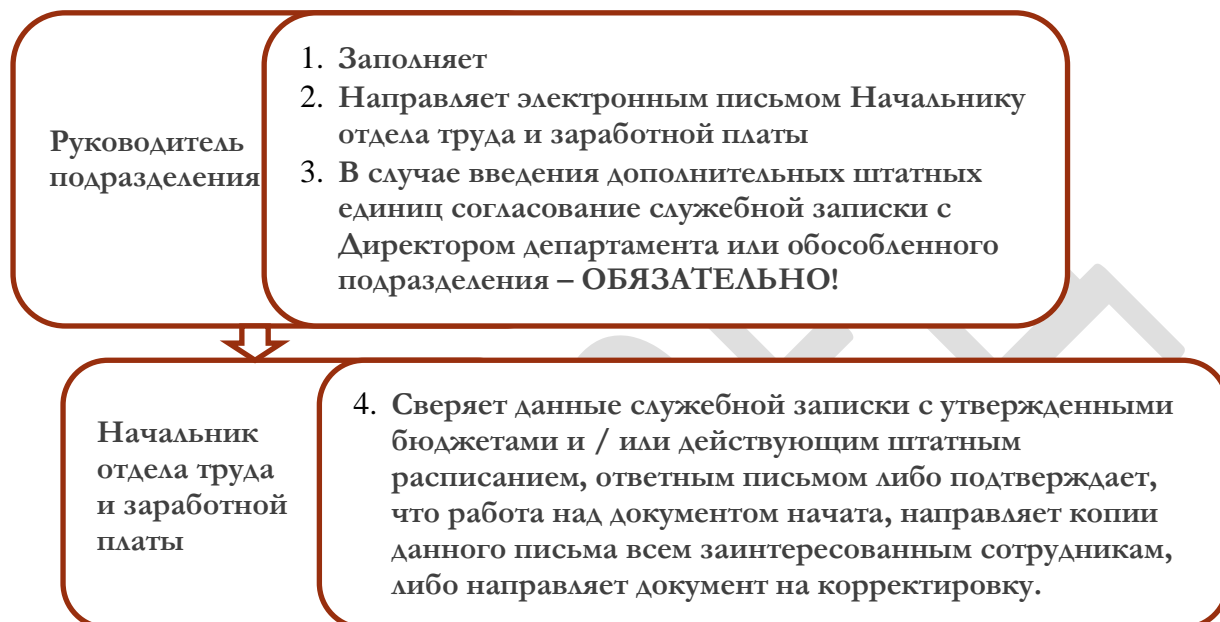 Руководитель
подразделения
1. Заполняет
2. Направляет электронным письмом Начальнику
отдела труда и заработной платы
3. В случае введения дополнительных штатных
единиц согласование служебной записки с
Директором департамента или обособленного
подразделения – ОБЯЗАТЕЛЬНО!
Начальник
отдела труда
и заработной
платы
4. Сверяет данные служебной записки с утвержденными
бюджетами и / или действующим штатным
расписанием, ответным письмом либо подтверждает,
что работа над документом начата, направляет копии
данного письма всем заинтересованным сотрудникам,
либо направляет документ на корректировку.